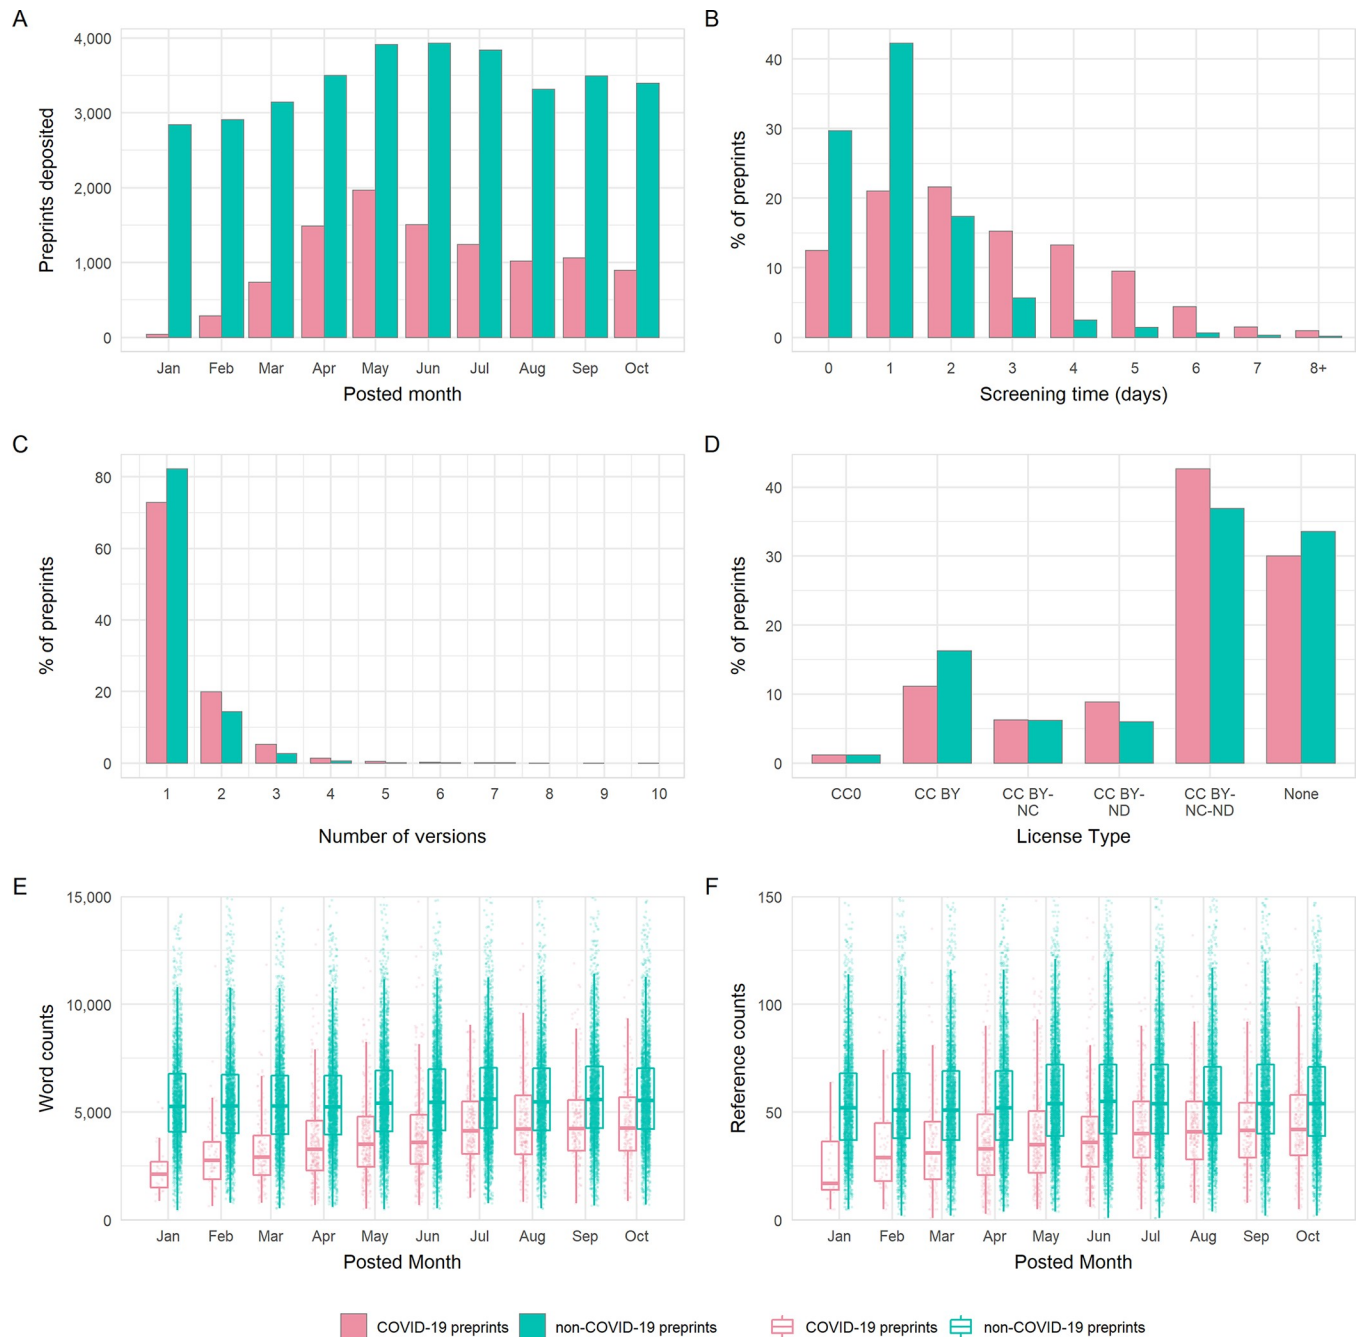 A
Preprints deposited
4,000
3,000
2,000
1,000
0
Jan Feb Mar Apr May Jun Jul Aug Sep Oct
Posted month
B
% of preprints
40
30
20
10
0
0 1 2 3 4 5 6 7 8+
Screening time (days)
C
% of preprints
80
60
40
20
0
1 2 3 4 5 6 7 8 9 10
Number of versions
D
% of preprints
40
30
20
10
0
CC0 CC BY CC BY- CC BY- CC BY- None
NC ND NC-ND
License Type
E
Word counts
15,000
10,000
5,000
0
Jan Feb Mar Apr May Jun Jul Aug Sep Oct
Posted Month
F
Reference counts
150
100
50
0
Jan Feb Mar Apr May Jun Jul Aug Sep Oct
Posted Month
COVID-19 preprints non-COVID-19 preprints COVID-19 preprints non-COVID-19 preprints